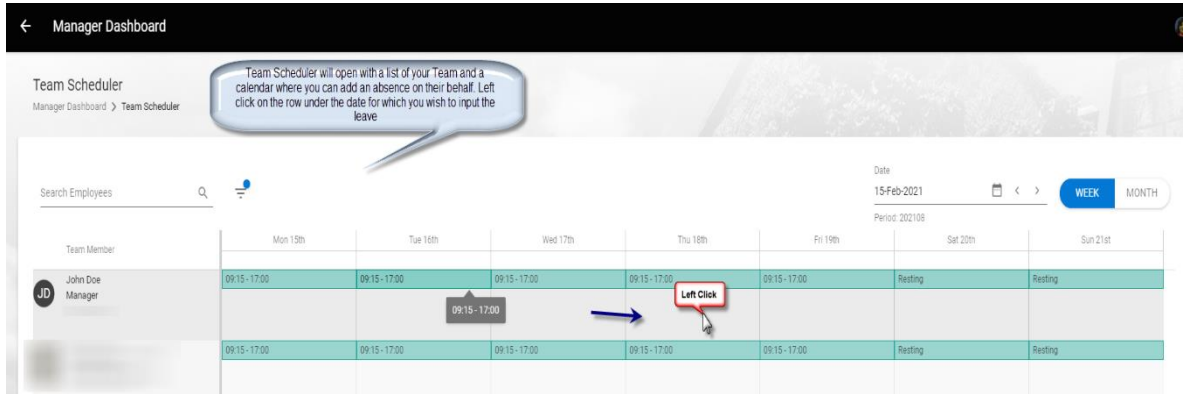 Manager Dashboard
Team Scheduler
Manager Dashboard > Team Scheduler
Team Scheduler will open with a list of your Team and a
calendar where you can add an absence on their behalf. Left
click on the row under the date for which you wish to input the
leave
Search Employees
Date
15-Feb-2021
WEEK MONTH
Period: 202108
Team Member
Mon 15th Tue 16th Wed 17th Thu 18th Fri 19th Sat 20th Sun 21st
JD
John Doe
Manager
09:15 - 17:00 09:15 - 17:00 09:15 - 17:00 09:15 - 17:00 09:15 - 17:00 Resting Resting
Left Click
09:15 - 17:00
09:15 - 17:00 09:15 - 17:00 09:15 - 17:00 09:15 - 17:00 09:15 - 17:00 Resting Resting